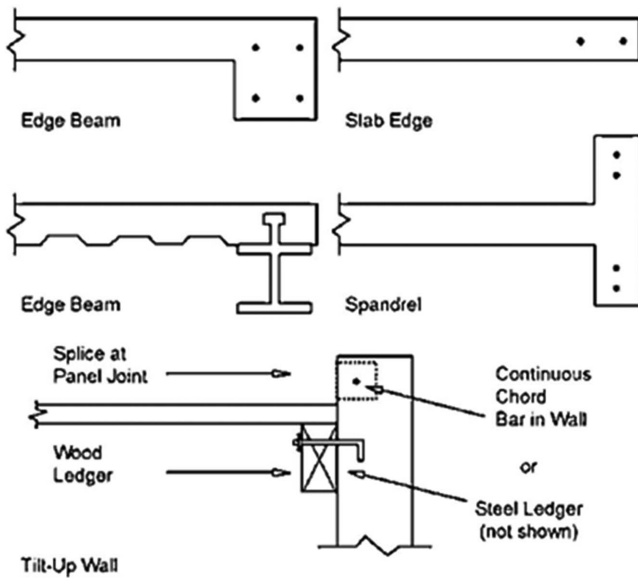 Edge Beam
Slab Edge
Edge Beam
Spandrel
Splice at
Panel Joint
Continuous
Chord
Bar in Wall
Wood
Ledger
or
Steel Ledger
(not shown)
Tilt-Up Wall